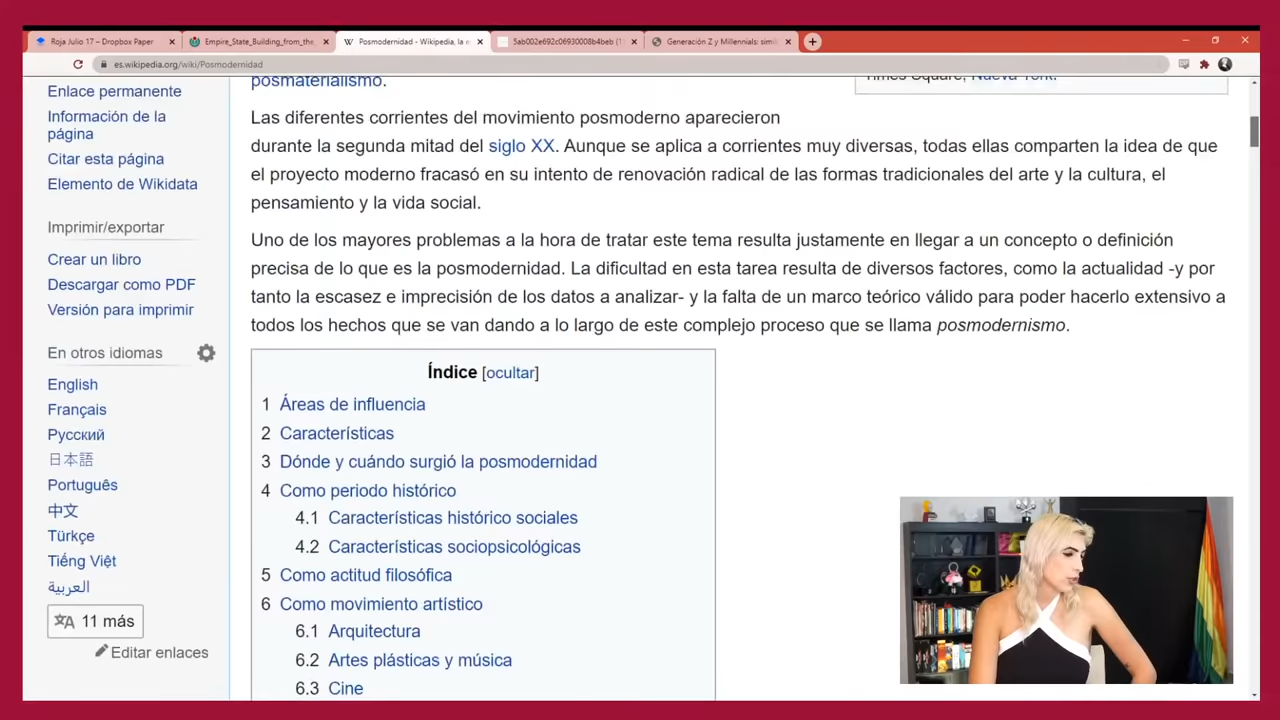 Roja Julio 17 – Dropbox Paper
Empire_State_Building_from_the_
Posmodernidad - Wikipedia, la e
5ab002e692c06930008b4beb (1
Generación Z y Millennials: simil
es.wikipedia.org/wiki/Posmodernidad
Enlace permanente
Información de la
página
Citar esta página
Elemento de Wikidata
Imprimir/exportar
Crear un libro
Descargar como PDF
Versión para imprimir
En otros idiomas
English
Français
Русский
日本語
Português
中文
Türkçe
Tiếng Việt
العربية
11 más
Editar enlaces
posmaterialismo.
Times Square, Nueva York.
Las diferentes corrientes del movimiento posmoderno aparecieron
durante la segunda mitad del siglo XX. Aunque se aplica a corrientes muy diversas, todas ellas comparten la idea de que
el proyecto moderno fracasó en su intento de renovación radical de las formas tradicionales del arte y la cultura, el
pensamiento y la vida social.
Uno de los mayores problemas a la hora de tratar este tema resulta justamente en llegar a un concepto o definición
precisa de lo que es la posmodernidad. La dificultad en esta tarea resulta de diversos factores, como la actualidad -y por
tanto la escasez e imprecisión de los datos a analizar- y la falta de un marco teórico válido para poder hacerlo extensivo a
todos los hechos que se van dando a lo largo de este complejo proceso que se llama posmodernismo.
Índice [ocultar]
1 Áreas de influencia
2 Características
3 Dónde y cuándo surgió la posmodernidad
4 Como periodo histórico
4.1 Características histórico sociales
4.2 Características sociopsicológicas
5 Como actitud filosófica
6 Como movimiento artístico
6.1 Arquitectura
6.2 Artes plásticas y música
6.3 Cine